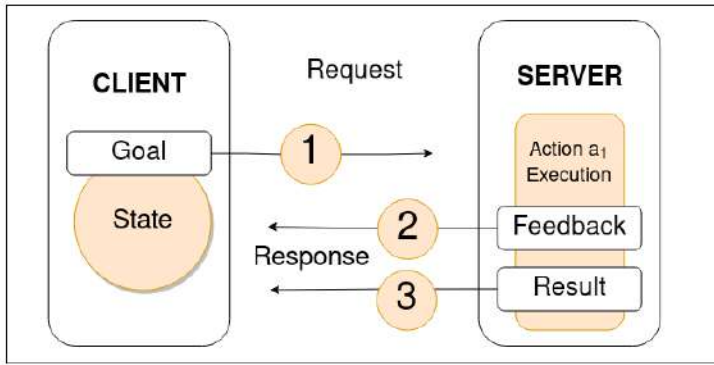 CLIENT
Request
SERVER
Goal
1
Action a₁
Execution
State
2
Feedback
Response
3
Result